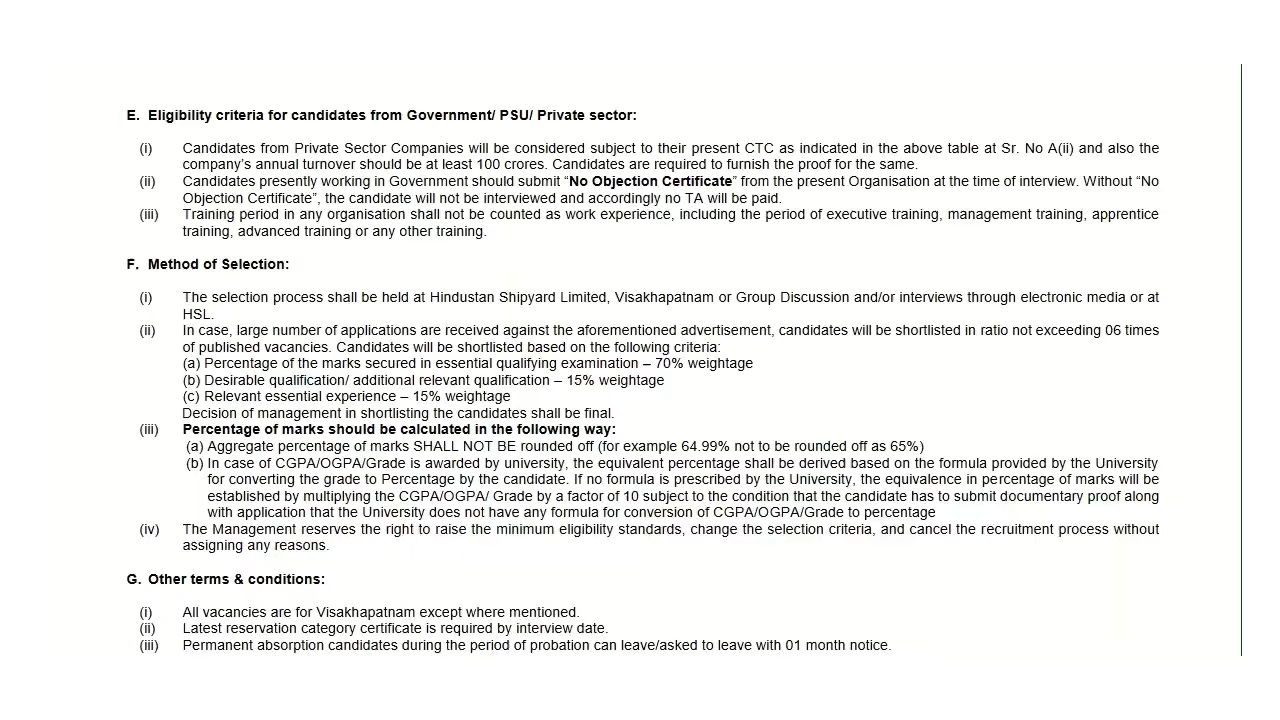 E. Eligibility criteria for candidates from Government/ PSU/ Private sector:
(i) Candidates from Private Sector Companies will be considered subject to their present CTC as indicated in the above table at Sr. No A(ii) and also the
company's annual turnover should be at least 100 crores. Candidates are required to furnish the proof for the same.
(ii) Candidates presently working in Government should submit “No Objection Certificate” from the present Organisation at the time of interview. Without “No
Objection Certificate”, the candidate will not be interviewed and accordingly no TA will be paid.
(iii) Training period in any organisation shall not be counted as work experience, including the period of executive training, management training, apprentice
training, advanced training or any other training.
F. Method of Selection:
(i) The selection process shall be held at Hindustan Shipyard Limited, Visakhapatnam or Group Discussion and/or interviews through electronic media or at
HSL.
(ii) In case, large number of applications are received against the aforementioned advertisement, candidates will be shortlisted in ratio not exceeding 06 times
of published vacancies. Candidates will be shortlisted based on the following criteria:
(a) Percentage of the marks secured in essential qualifying examination – 70% weightage
(b) Desirable qualification/ additional relevant qualification – 15% weightage
(c) Relevant essential experience – 15% weightage
Decision of management in shortlisting the candidates shall be final.
(iii) Percentage of marks should be calculated in the following way:
(a) Aggregate percentage of marks SHALL NOT BE rounded off (for example 64.99% not to be rounded off as 65%)
(b) In case of CGPA/OGPA/Grade is awarded by university, the equivalent percentage shall be derived based on the formula provided by the University
for converting the grade to Percentage by the candidate. If no formula is prescribed by the University, the equivalence in percentage of marks will be
established by multiplying the CGPA/OGPA/ Grade by a factor of 10 subject to the condition that the candidate has to submit documentary proof along
with application that the University does not have any formula for conversion of CGPA/OGPA/Grade to percentage
(iv) The Management reserves the right to raise the minimum eligibility standards, change the selection criteria, and cancel the recruitment process without
assigning any reasons.
G. Other terms & conditions:
(i) All vacancies are for Visakhapatnam except where mentioned.
(ii) Latest reservation category certificate is required by interview date.
(iii) Permanent absorption candidates during the period of probation can leave/asked to leave with 01 month notice.